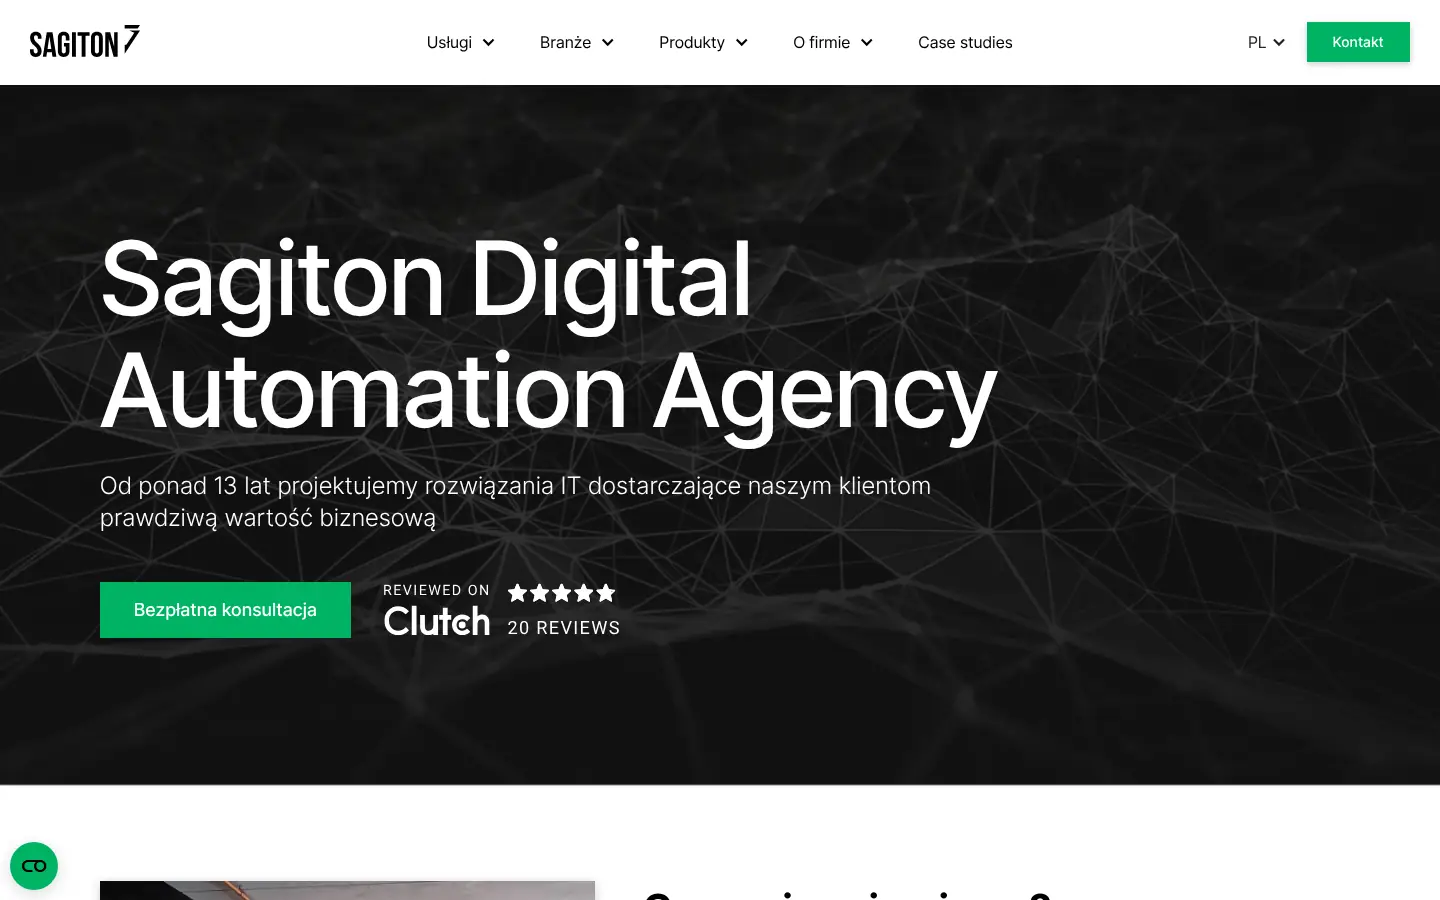 SAGITON
Usługi
Branże
Produkty
O firmie
Case studies
PL
Kontakt
Sagiton Digital
Automation Agency
Od ponad 13 lat projektujemy rozwiązania IT dostarczające naszym klientom
prawdziwą wartość biznesową
Bezpłatna konsultacja
REVIEWED ON
Clutch
20 REVIEWS